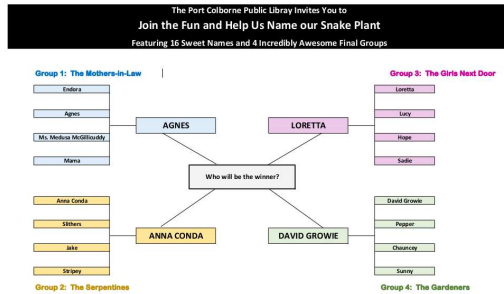 The Port Colborne Public Libray Invites You to
Join the Fun and Help Us Name our Snake Plant
Featuring 16 Sweet Names and 4 Incredibly Awesome Final Groups
Group 1: The Mothers-in-Law
Endora
Agnes
Ms. Medusa McGillicuddy
Mama
AGNES
Group 3: The Girls Next Door
Loretta
Lucy
Hope
Sadie
LORETTA
Who will be the winner?
Anna Conda
Slithers
Jake
Stripey
ANNA CONDA
Group 2: The Serpentines
David Growie
Pepper
Chauncey
Sunny
DAVID GROWIE
Group 4: The Gardeners